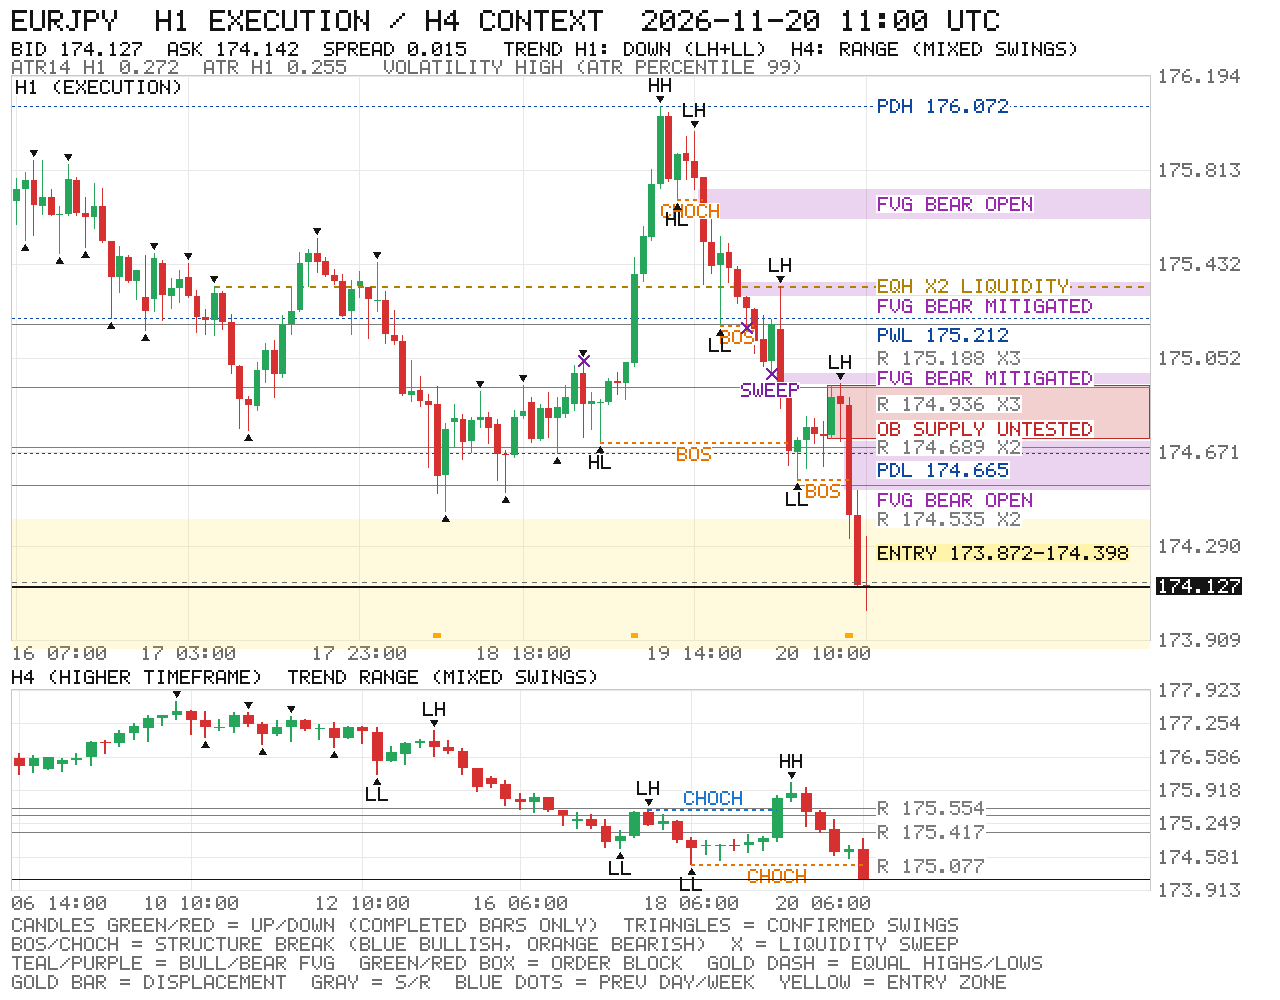 EURJPY  H1 EXECUTION / H4 CONTEXT  2026-11-20 11:00 UTC
BID 174.127  ASK 174.142  SPREAD 0.015   TREND H1: DOWN (LH+LL)  H4: RANGE (MIXED SWINGS)
ATR14 H1 0.272  ATR H1 0.255   VOLATILITY HIGH (ATR PERCENTILE 99)
176.194
H1 (EXECUTION)
HH
PDH 176.072
LH
175.813
FVG BEAR OPEN
CHOCH
HL
175.432
LH
EQH X2 LIQUIDITY
FVG BEAR MITIGATED
PWL 175.212
BOS
LL
R 175.188 X3
175.052
LH
FVG BEAR MITIGATED
SWEEP
R 174.936 X3
OB SUPPLY UNTESTED
R 174.689 X2
174.671
BOS
HL
PDL 174.665
BOS
LL
FVG BEAR OPEN
R 174.535 X2
174.290
ENTRY 173.872-174.398
174.127
173.909
16 07:00  17 03:00  17 23:00  18 18:00  19 14:00  20 10:00
H4 (HIGHER TIMEFRAME)  TREND RANGE (MIXED SWINGS)
177.923
LH
177.254
HH
176.586
LL
LH
CHOCH
175.918
R 175.554
175.249
R 175.417
LL
R 175.077
174.581
CHOCH
LL
173.913
06 14:00  10 10:00  12 10:00  16 06:00  18 06:00  20 06:00
CANDLES GREEN/RED = UP/DOWN (COMPLETED BARS ONLY)  TRIANGLES = CONFIRMED SWINGS
BOS/CHOCH = STRUCTURE BREAK (BLUE BULLISH, ORANGE BEARISH)  X = LIQUIDITY SWEEP
TEAL/PURPLE = BULL/BEAR FVG  GREEN/RED BOX = ORDER BLOCK  GOLD DASH = EQUAL HIGHS/LOWS
GOLD BAR = DISPLACEMENT  GRAY = S/R  BLUE DOTS = PREV DAY/WEEK  YELLOW = ENTRY ZONE